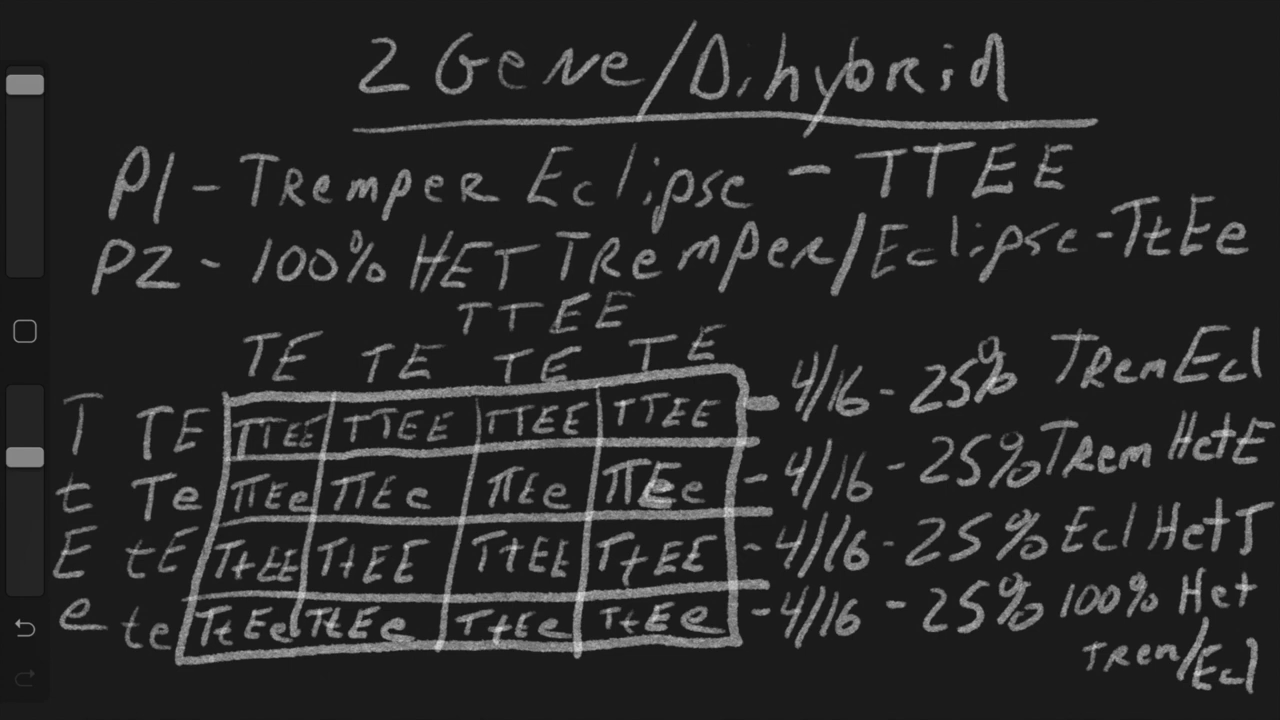 2 Gene/Dihybrid
P1 - Tremper Eclipse - TTEE
P2 - 100% HET Tremper/Eclipse - TtEe
TTEE
TE TE TE TE
T TE TTEE TTEE TTEE TTEE - 4/16 - 25% TremEcl
t Te TTEe TTEe TTEe TTEe - 4/16 - 25% Trem HetE
E tE TtEE TtEE TtEE TtEE - 4/16 - 25% Ecl HetT
e te TtEe TtEe TtEe TtEe - 4/16 - 25% 100% Het
Trem/Ecl